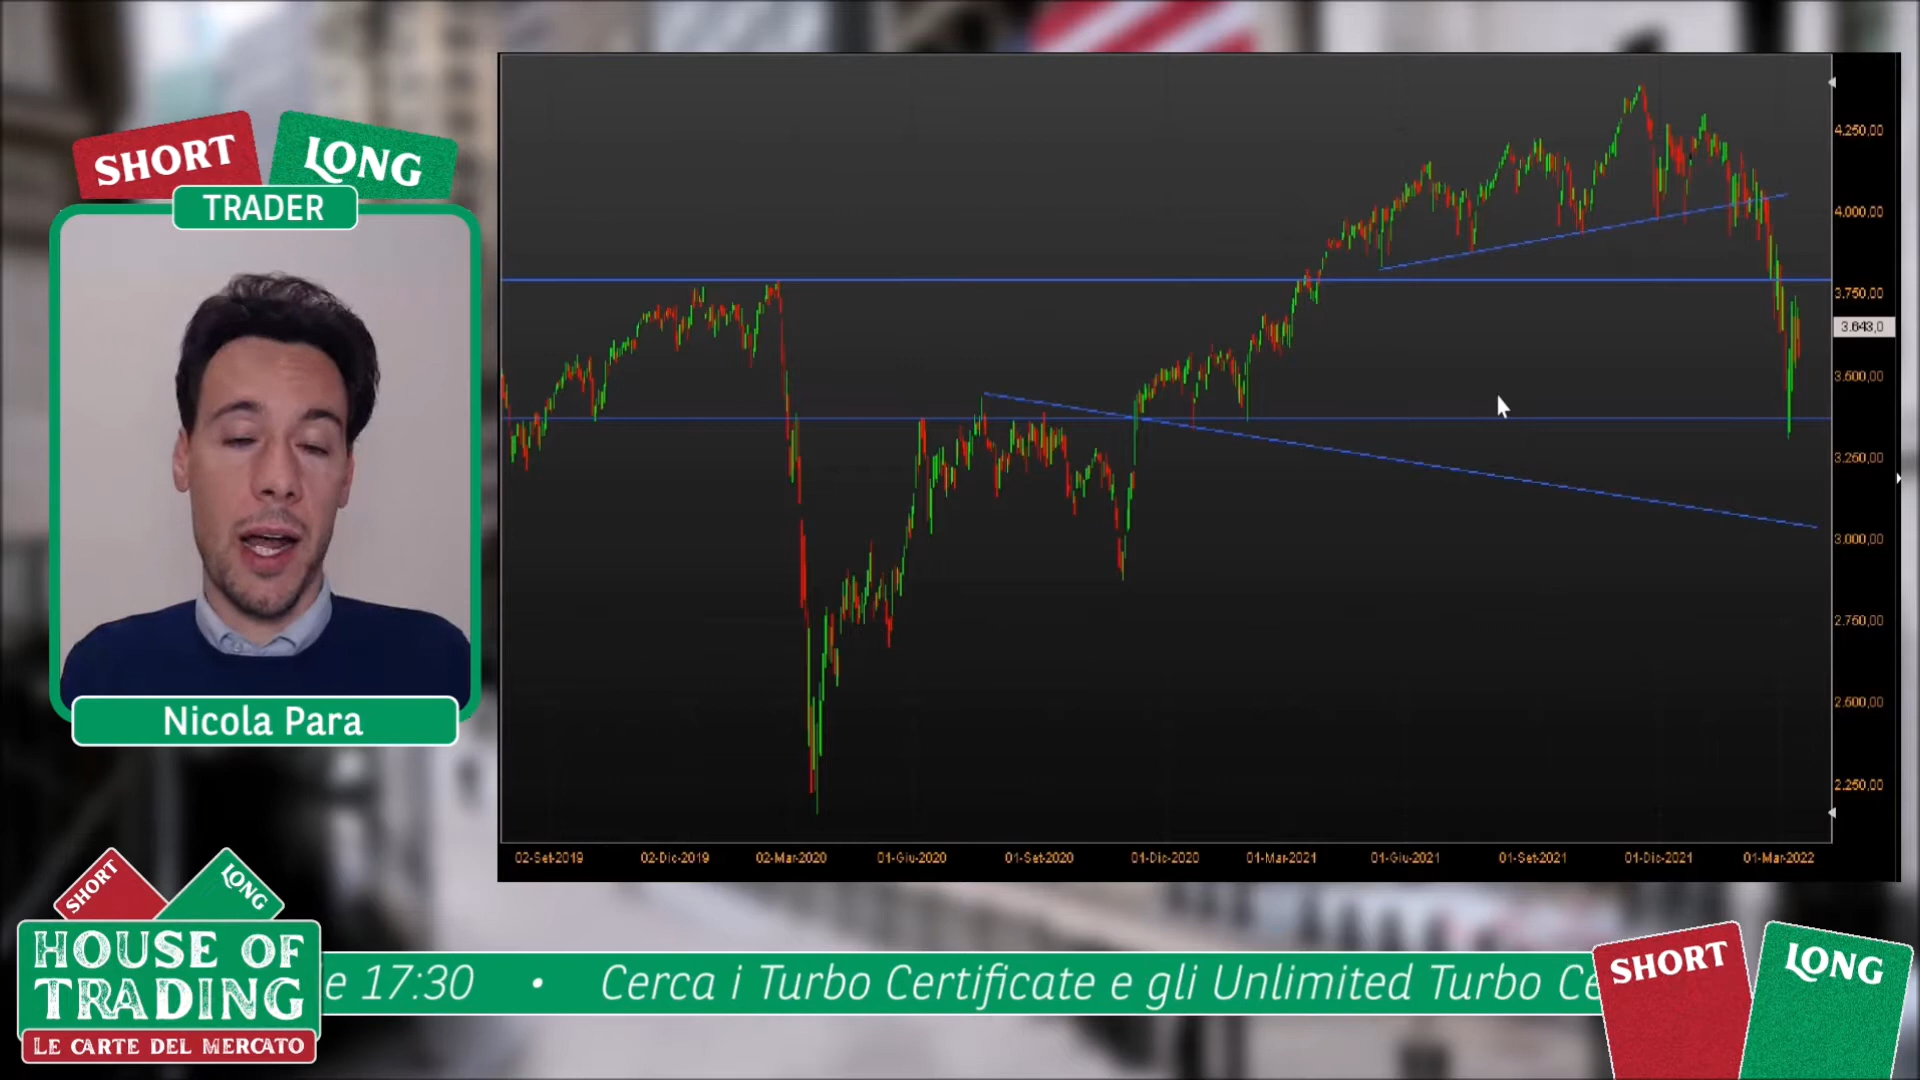 SHORT
LONG
TRADER
Nicola Para
4.250,00
4.000,00
3.750,00
3.643,0
3.500,00
3.250,00
3.000,00
2.750,00
2.500,00
2.250,00
02-Set-2019
02-Dic-2019
02-Mar-2020
01-Giu-2020
01-Set-2020
01-Dic-2020
01-Mar-2021
01-Giu-2021
01-Set-2021
01-Dic-2021
01-Mar-2022
SHORT
LONG
HOUSE OF
TRADING
LE CARTE DEL MERCATO
le 17:30 • Cerca i Turbo Certificate e gli Unlimited Turbo Ce
SHORT
LONG